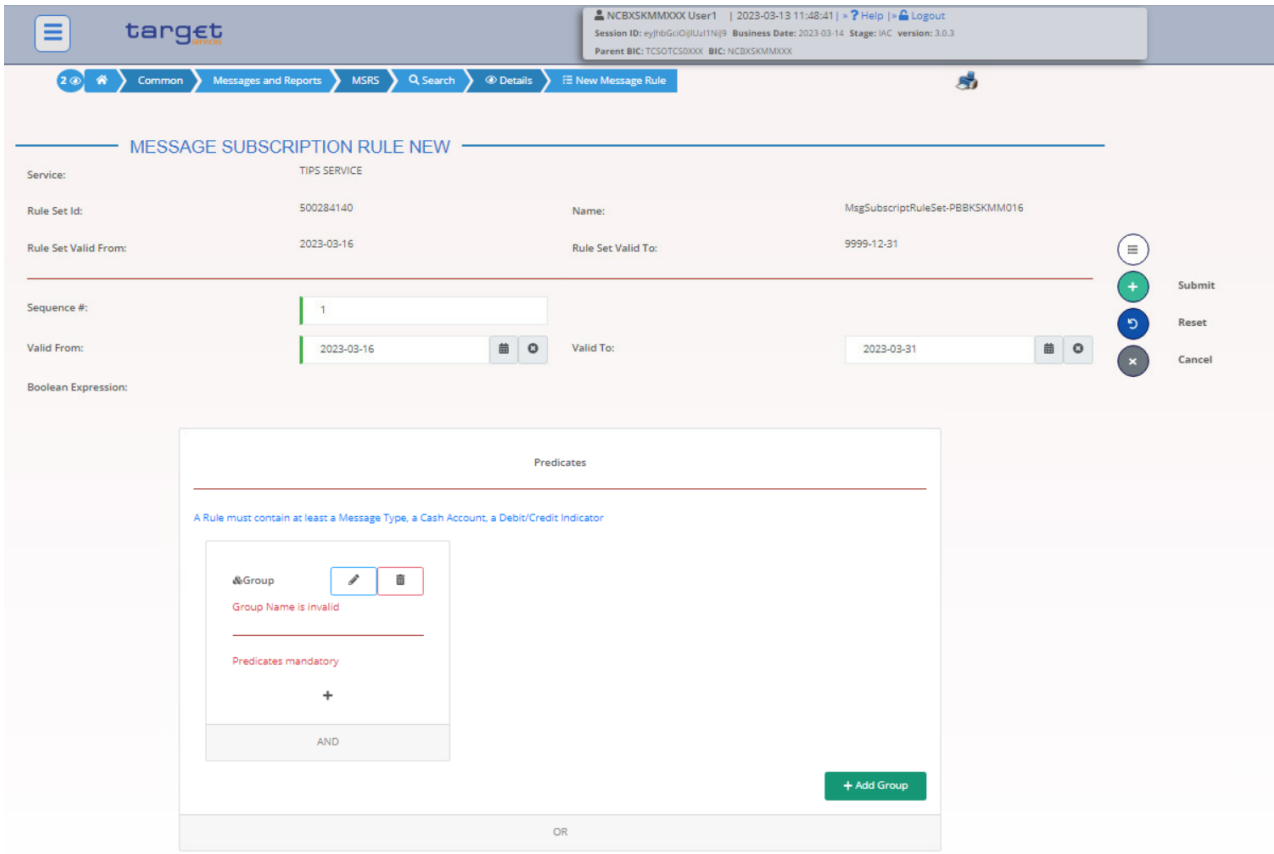 NCBXSKMMXXX User1 | 2023-03-13 11:48:41 | » ? Help | » Logout
target
services
Session ID: Business Date: 2023-03-14 Stage: IAC version: 3.0.3
Parent BIC: TCSOTCS0XXX BIC: NCBXSKMMXXX
2 Common Messages and Reports MSRS Search Details New Message Rule
MESSAGE SUBSCRIPTION RULE NEW
Service: TIPS SERVICE
Rule Set Id: 500284140 Name: MsgSubscriptRuleSet-PBBKSKMM016
Rule Set Valid From: 2023-03-16 Rule Set Valid To: 9999-12-31
Submit
Sequence #: 1
Reset
Valid From: 2023-03-16 Valid To: 2023-03-31
Cancel
Boolean Expression:
Predicates
A Rule must contain at least a Message Type, a Cash Account, a Debit/Credit Indicator
Group
Group Name is invalid
Predicates mandatory
+
AND
+ Add Group
OR